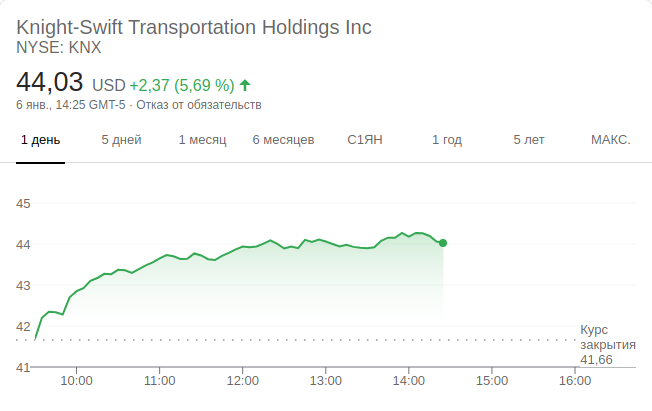 Knight-Swift Transportation Holdings Inc
NYSE: KNX
44,03 USD +2,37 (5,69 %)
6 янв., 14:25 GMT-5 · Отказ от обязательств
1 день 5 дней 1 месяц 6 месяцев С1ЯН 1 год 5 лет МАКС.
45
44
43
42
41
Курс
закрытия
41,66
10:00 11:00 12:00 13:00 14:00 15:00 16:00